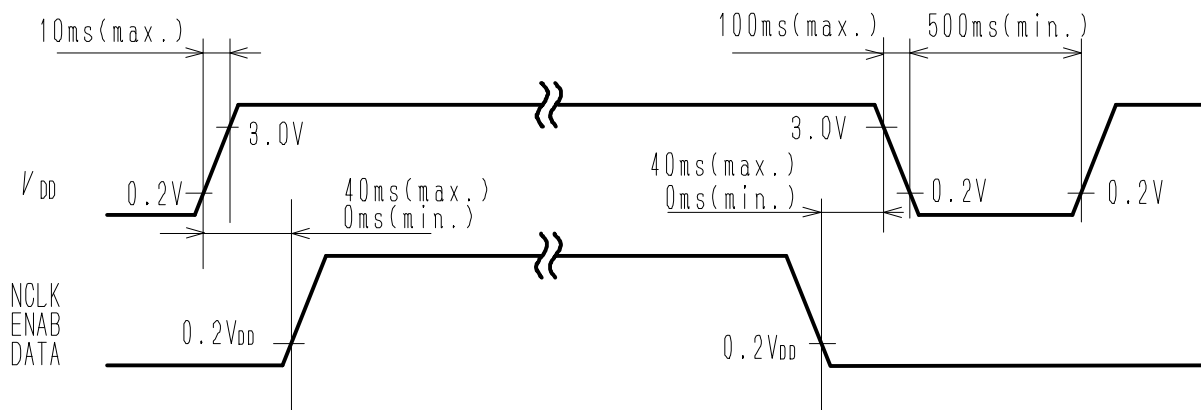 10ms(max.)
100ms(max.)
500ms(min.)
3.0V
3.0V
VDD
0.2V
40ms(max.)
0ms(min.)
40ms(max.)
0ms(min.)
0.2V
0.2V
NCLK
ENAB
DATA
0.2VDD
0.2VDD